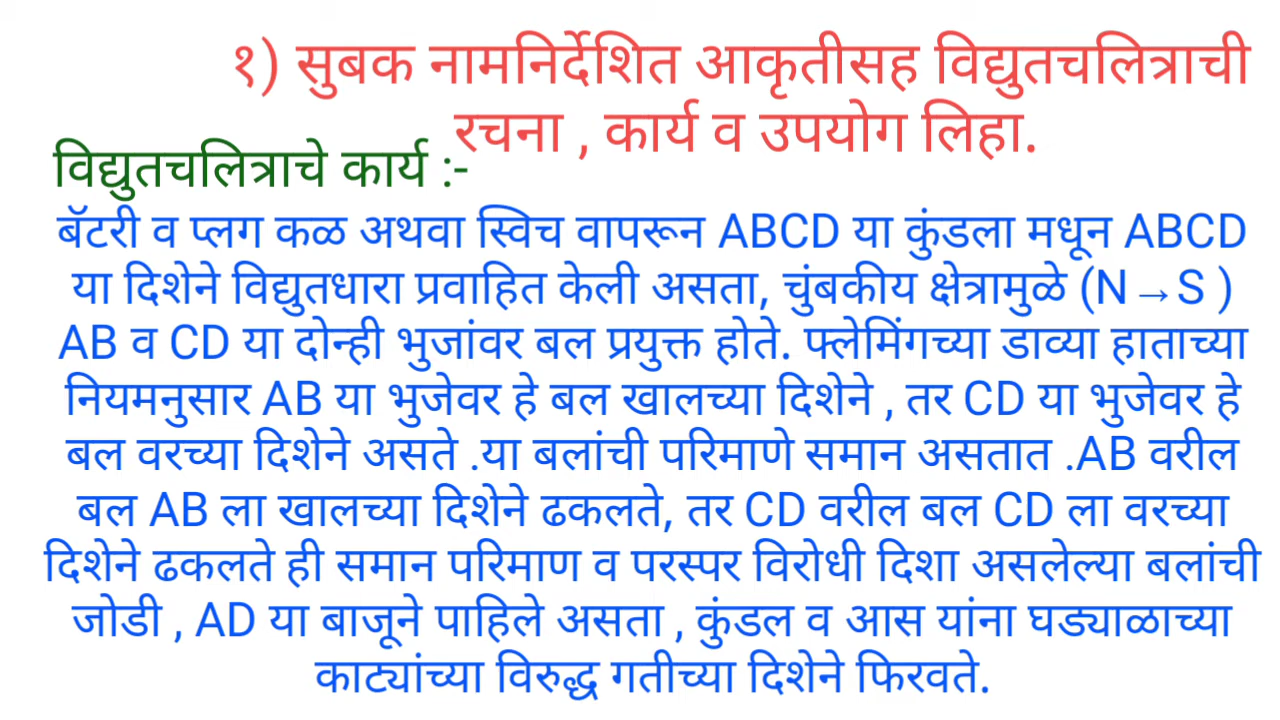 १) सुबक नामनिर्देशित आकृतीसह विद्युतचलित्राची
रचना , कार्य व उपयोग लिहा.
विद्युतचलित्राचे कार्य :-
बॅटरी व प्लग कळ अथवा स्विच वापरून ABCD या कुंडला मधून ABCD
या दिशेने विद्युतधारा प्रवाहित केली असता, चुंबकीय क्षेत्रामुळे (N→S )
AB व CD या दोन्ही भुजांवर बल प्रयुक्त होते. फ्लेमिंगच्या डाव्या हाताच्या
नियमनुसार AB या भुजेवर हे बल खालच्या दिशेने , तर CD या भुजेवर हे
बल वरच्या दिशेने असते .या बलांची परिमाणे समान असतात .AB वरील
बल AB ला खालच्या दिशेने ढकलते, तर CD वरील बल CD ला वरच्या
दिशेने ढकलते ही समान परिमाण व परस्पर विरोधी दिशा असलेल्या बलांची
जोडी , AD या बाजूने पाहिले असता , कुंडल व आस यांना घड्याळाच्या
काट्यांच्या विरुद्ध गतीच्या दिशेने फिरवते.